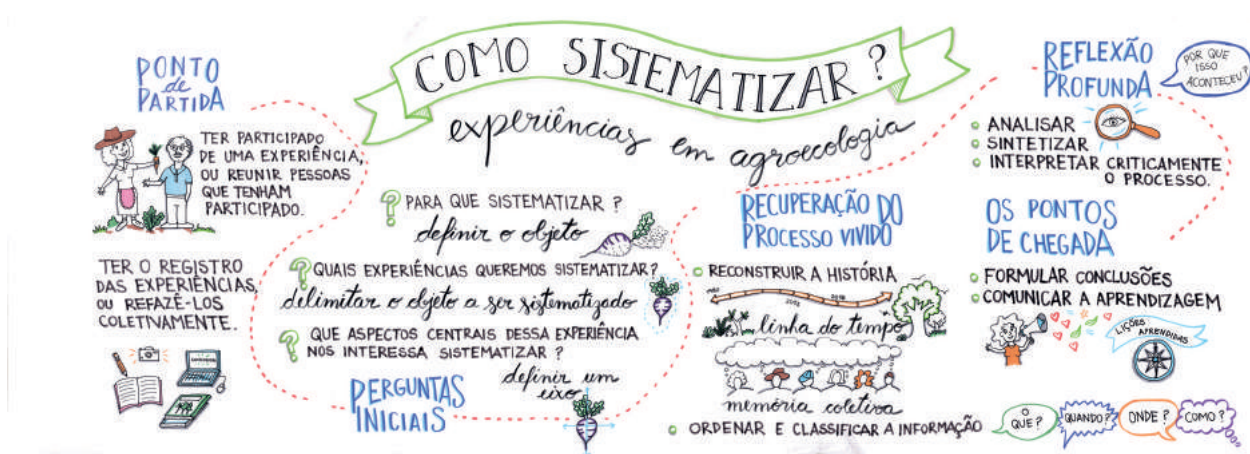 COMO SISTEMATIZAR?
experiências em agroecologia
PONTO
de
PARTIDA
TER PARTICIPADO
DE UMA EXPERIÊNCIA,
OU REUNIR PESSOAS
QUE TENHAM
PARTICIPADO.
TER O REGISTRO
DAS EXPERIÊNCIAS,
OU REFAZÊ-LOS
COLETIVAMENTE.
PERGUNTAS
INICIAIS
? PARA QUE SISTEMATIZAR?
definir o objeto
? QUAIS EXPERIÊNCIAS QUEREMOS SISTEMATIZAR?
delimitar o objeto a ser sistematizado
? QUE ASPECTOS CENTRAIS DESSA EXPERIÊNCIA
NOS INTERESSA SISTEMATIZAR?
definir um
eixo
RECUPERAÇÃO DO
PROCESSO VIVIDO
RECONSTRUIR A HISTÓRIA
linha do tempo
memória coletiva
ORDENAR E CLASSIFICAR A INFORMAÇÃO
O
QUE?
QUANDO?
ONDE?
COMO?
REFLEXÃO
PROFUNDA
POR QUE
ISSO
ACONTECEU?
ANALISAR
SINTETIZAR
INTERPRETAR CRITICAMENTE
O PROCESSO.
OS PONTOS
DE CHEGADA
FORMULAR CONCLUSÕES
COMUNICAR A APRENDIZAGEM
LIÇÕES APRENDIDAS